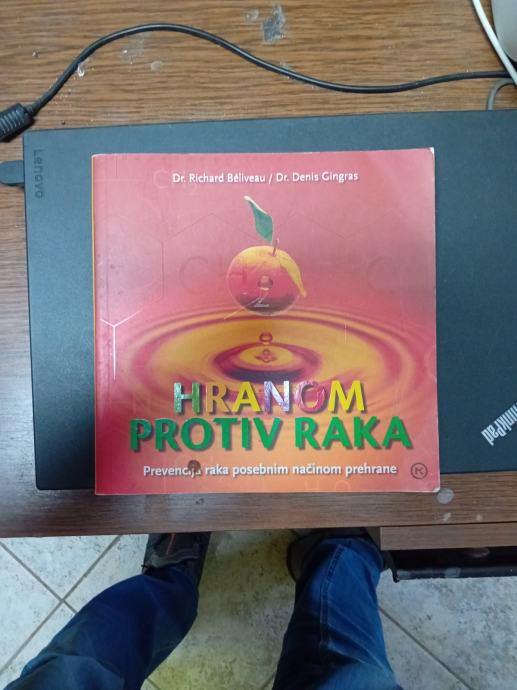 Lenovo
Dr. Richard Béliveau / Dr. Denis Gingras
HRANOM
PROTIV RAKA
Prevencija raka posebnim načinom prehrane
ThinkPad